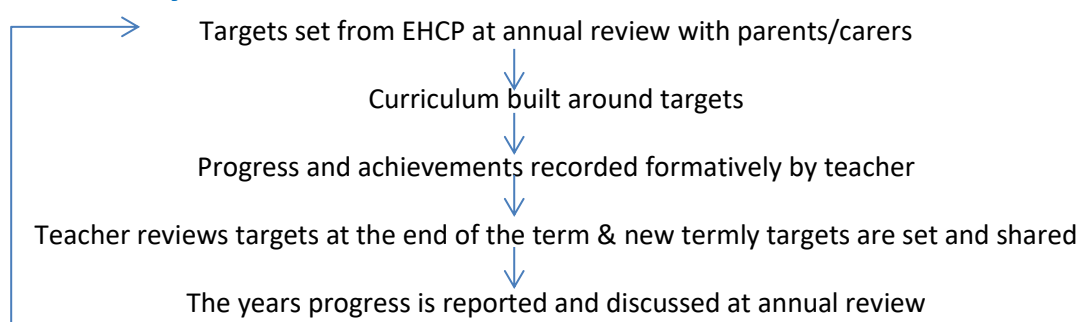 Targets set from EHCP at annual review with parents/carers
Curriculum built around targets
Progress and achievements recorded formatively by teacher
Teacher reviews targets at the end of the term & new termly targets are set and shared
The years progress is reported and discussed at annual review